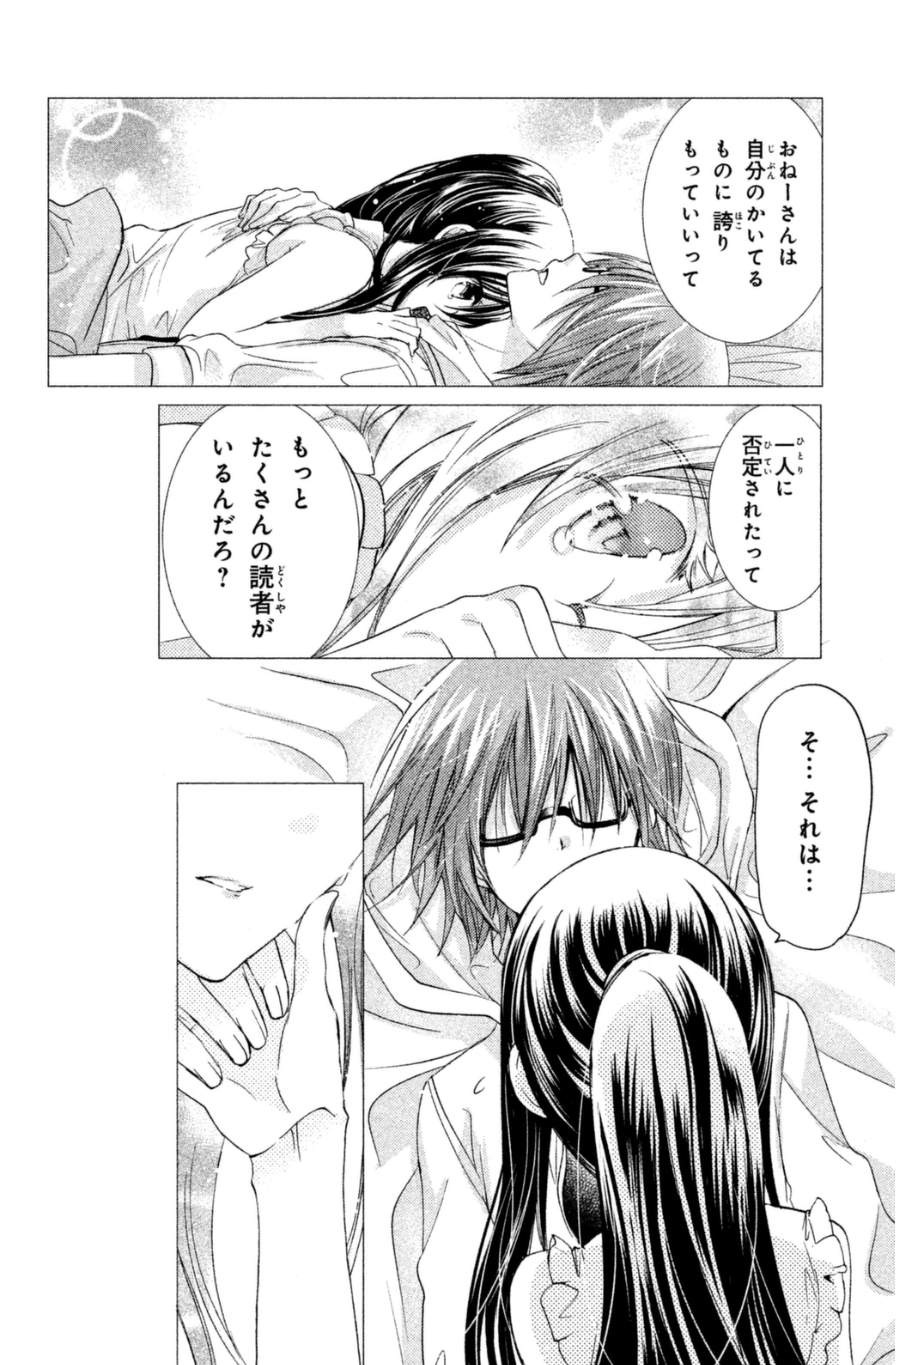 おねーさんは
自分のかいてる
ものに誇り
もっていいって
一人に
否定されたって
もっと
たくさんの読者が
いるんだろ？
そ…それは…